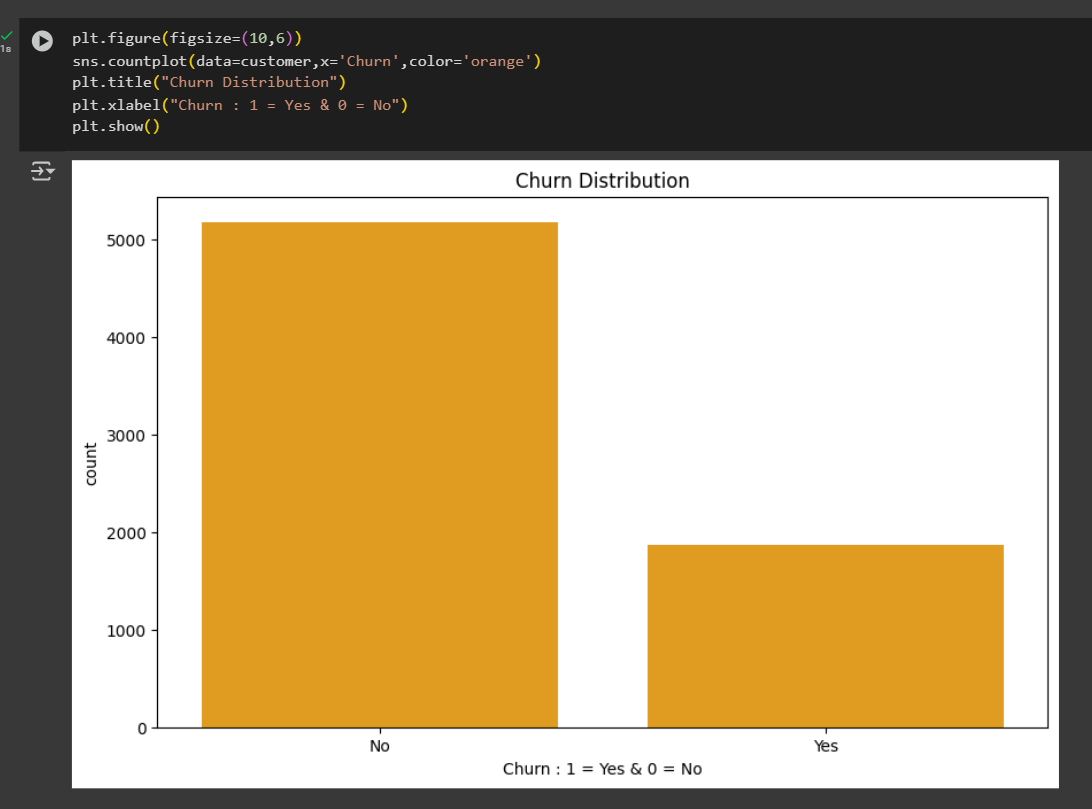 1s
plt.figure(figsize=(10,6))
sns.countplot(data=customer,x='Churn',color='orange')
plt.title("Churn Distribution")
plt.xlabel("Churn : 1 = Yes & 0 = No")
plt.show()
Churn Distribution
5000
4000
3000
2000
1000
0
count
No Yes
Churn : 1 = Yes & 0 = No